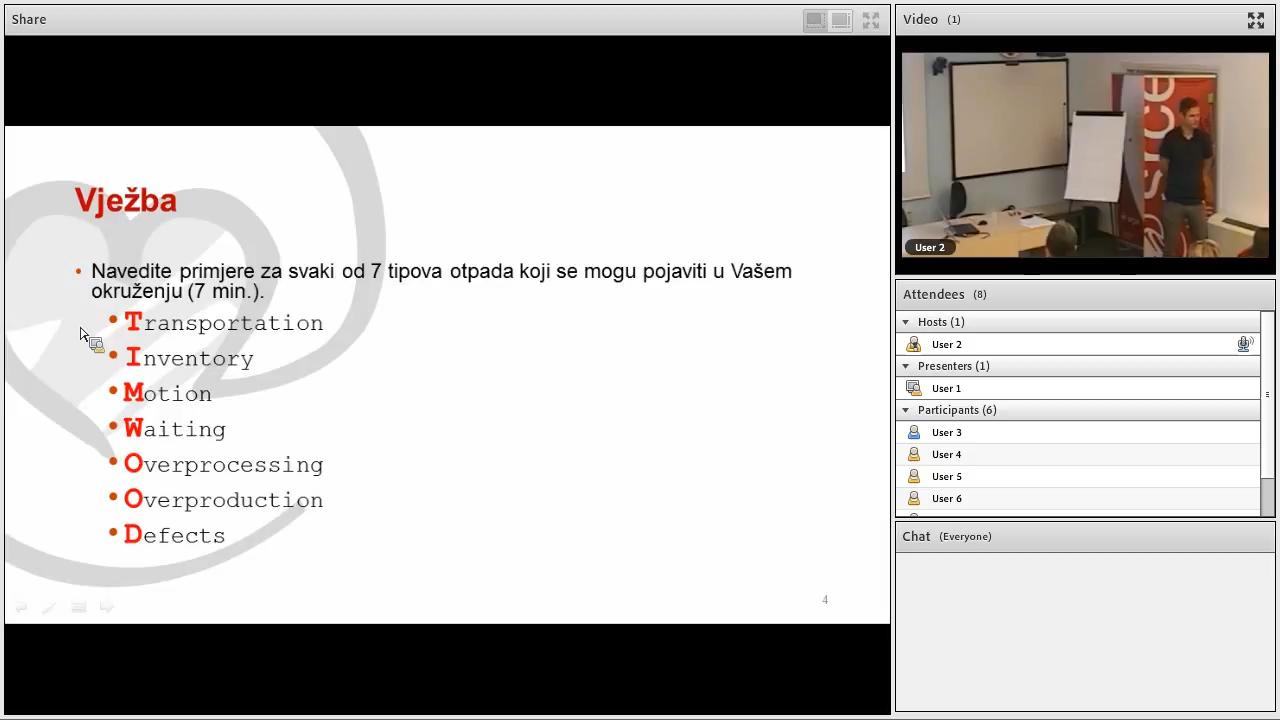 Share
Vježba
• Navedite primjere za svaki od 7 tipova otpada koji se mogu pojaviti u Vašem
okruženju (7 min.).
• Transportation
• Inventory
• Motion
• Waiting
• Overprocessing
• Overproduction
• Defects
4
Video (1)
srce
User 2
Attendees (8)
Hosts (1)
User 2
Presenters (1)
User 1
Participants (6)
User 3
User 4
User 5
User 6
Chat (Everyone)